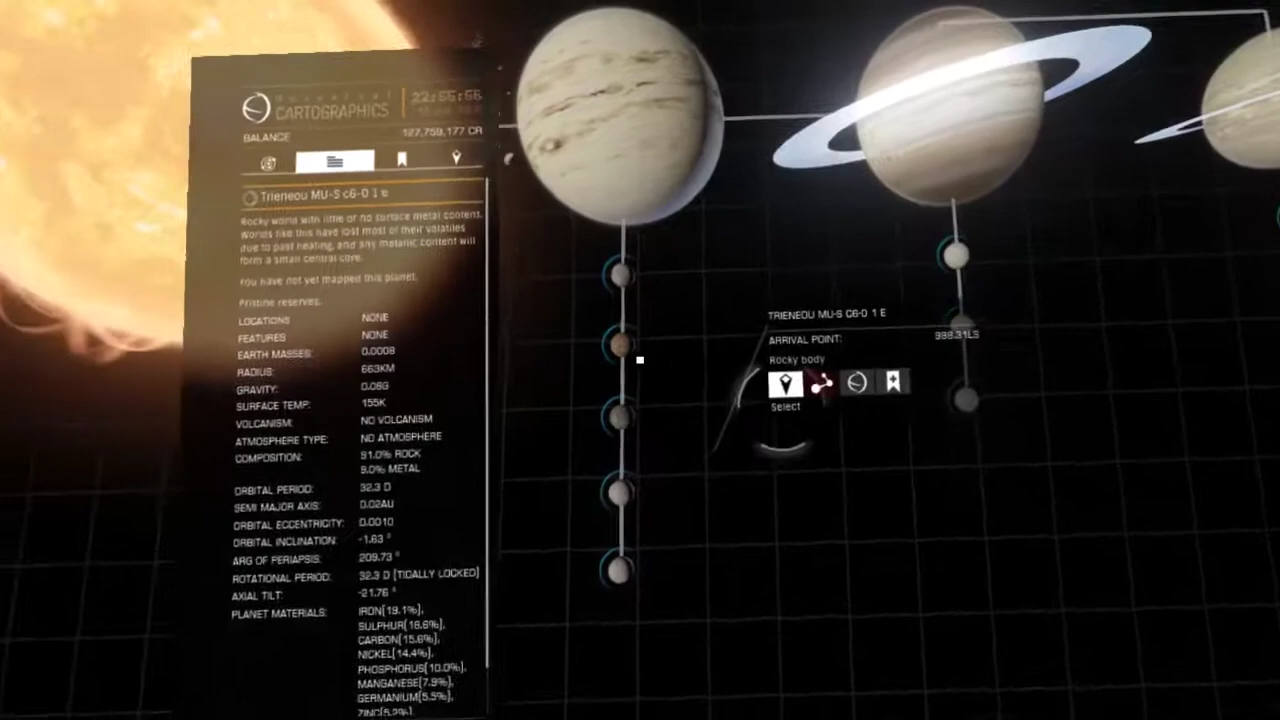 CARTOGRAPHICS
22:55:56
BALANCE 127,759,177 CR
Trieneou MU-S c6-0 1 e
Rocky world with little or no surface metal content.
Worlds like this have lost most of their volatiles
due to past heating, and any metallic content will
form a small central core.
You have not yet mapped this planet.
Pristine reserves.
LOCATIONS NONE
FEATURES NONE
EARTH MASSES: 0.0008
RADIUS: 663KM
GRAVITY: 0.08G
SURFACE TEMP: 155K
VOLCANISM: NO VOLCANISM
ATMOSPHERE TYPE: NO ATMOSPHERE
COMPOSITION: 91.0% ROCK
9.0% METAL
ORBITAL PERIOD: 32.3 D
SEMI MAJOR AXIS: 0.02AU
ORBITAL ECCENTRICITY: 0.0010
ORBITAL INCLINATION: -1.63 °
ARG OF PERIAPSIS: 209.73 °
ROTATIONAL PERIOD: 32.3 D (TIDALLY LOCKED)
AXIAL TILT: -21.76 °
PLANET MATERIALS: IRON(19.1%),
SULPHUR(18.6%),
CARBON(15.6%),
NICKEL(14.4%),
PHOSPHORUS(10.0%),
MANGANESE(7.9%),
GERMANIUM(5.5%),
ZINC(5.2%),
TRIENEOU MU-S C6-0 1 E
ARRIVAL POINT: 998.31LS
Rocky body
Select